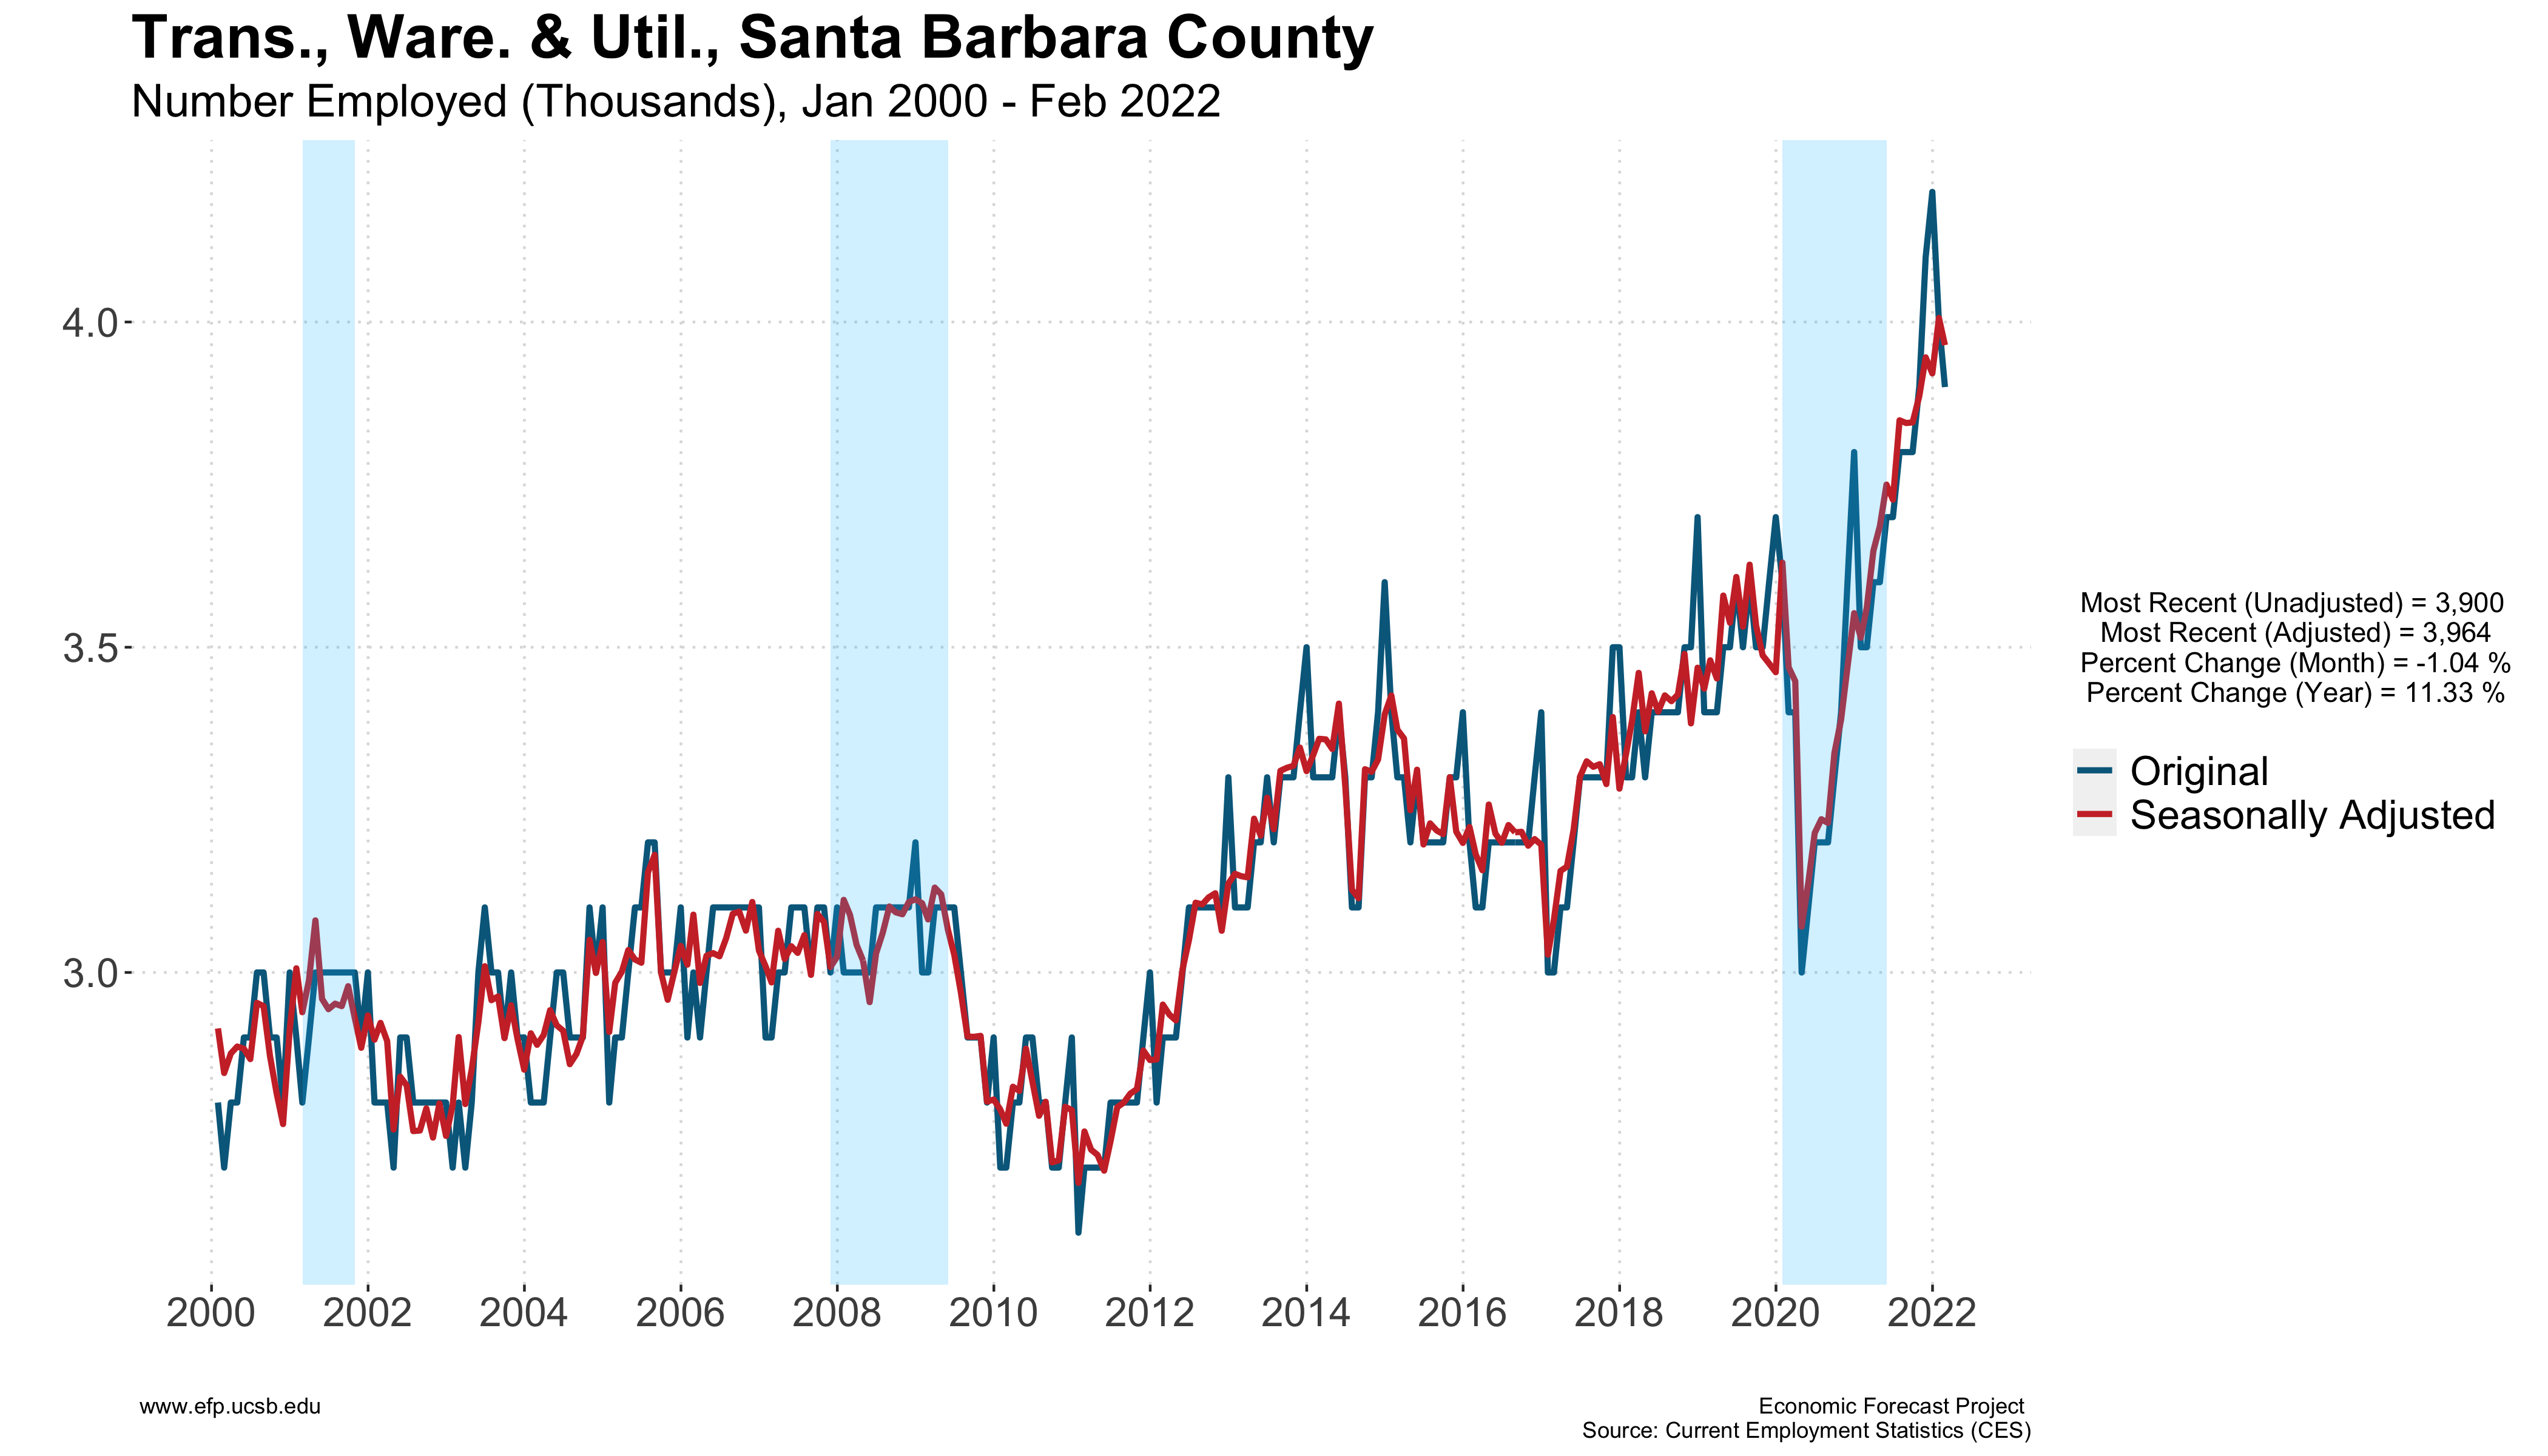 Trans., Ware. & Util., Santa Barbara County
Number Employed (Thousands), Jan 2000 - Feb 2022
4.0
3.5
3.0
2000 2002 2004 2006 2008 2010 2012 2014 2016 2018 2020 2022
Most Recent (Unadjusted) = 3,900
Most Recent (Adjusted) = 3,964
Percent Change (Month) = -1.04 %
Percent Change (Year) = 11.33 %
Original
Seasonally Adjusted
www.efp.ucsb.edu
Economic Forecast Project
Source: Current Employment Statistics (CES)